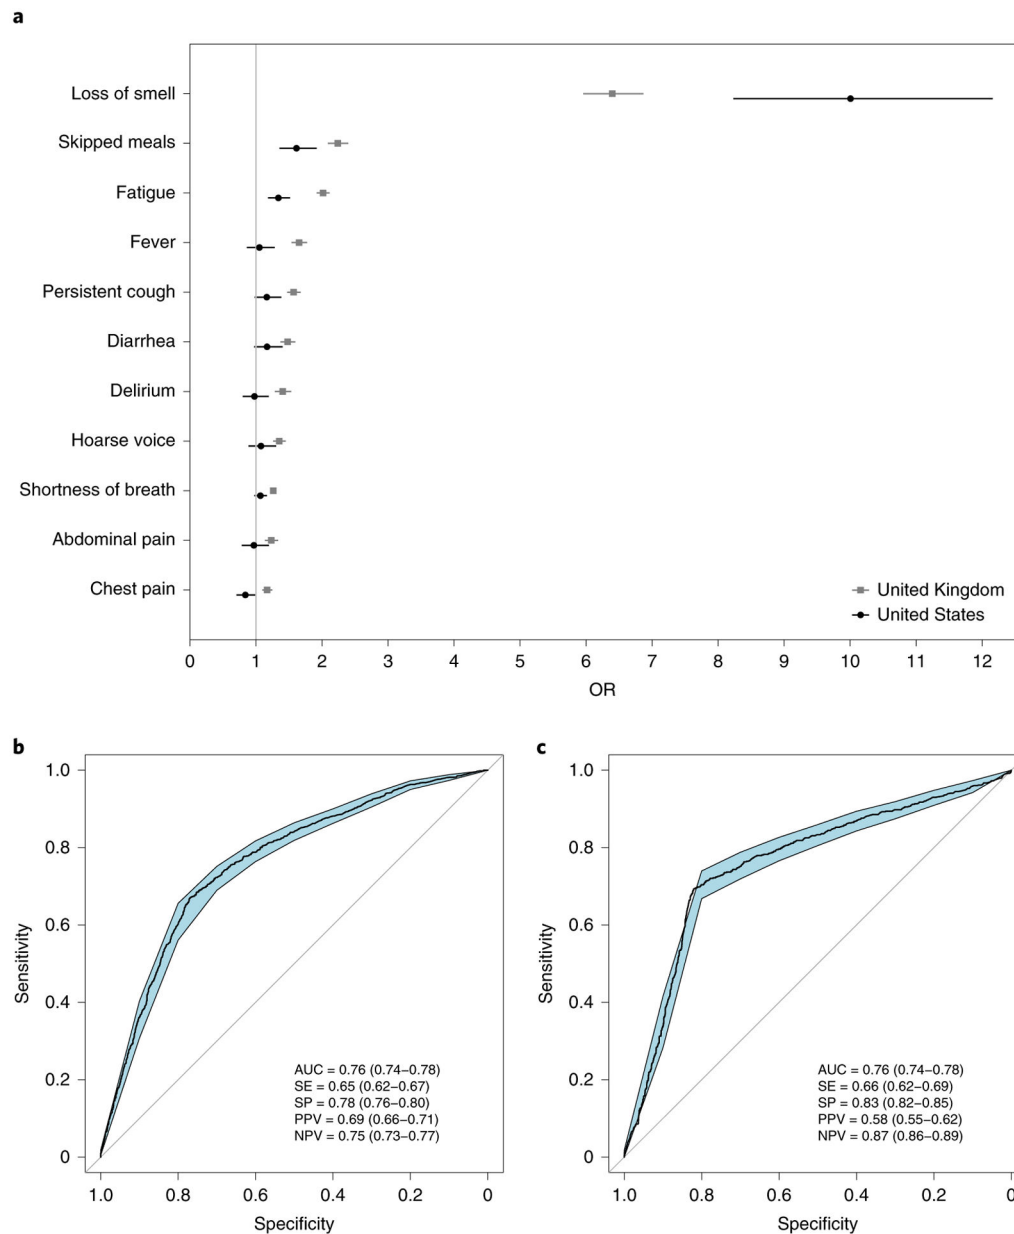 a
Loss of smell
Skipped meals
Fatigue
Fever
Persistent cough
Diarrhea
Delirium
Hoarse voice
Shortness of breath
Abdominal pain
Chest pain
United Kingdom
United States
0 1 2 3 4 5 6 7 8 9 10 11 12
OR
b
1.0
0.8
0.6
0.4
0.2
0
Sensitivity
AUC = 0.76 (0.74–0.78)
SE = 0.65 (0.62–0.67)
SP = 0.78 (0.76–0.80)
PPV = 0.69 (0.66–0.71)
NPV = 0.75 (0.73–0.77)
1.0 0.8 0.6 0.4 0.2 0
Specificity
c
1.0
0.8
0.6
0.4
0.2
0
Sensitivity
AUC = 0.76 (0.74–0.78)
SE = 0.66 (0.62–0.69)
SP = 0.83 (0.82–0.85)
PPV = 0.58 (0.55–0.62)
NPV = 0.87 (0.86–0.89)
1.0 0.8 0.6 0.4 0.2 0
Specificity